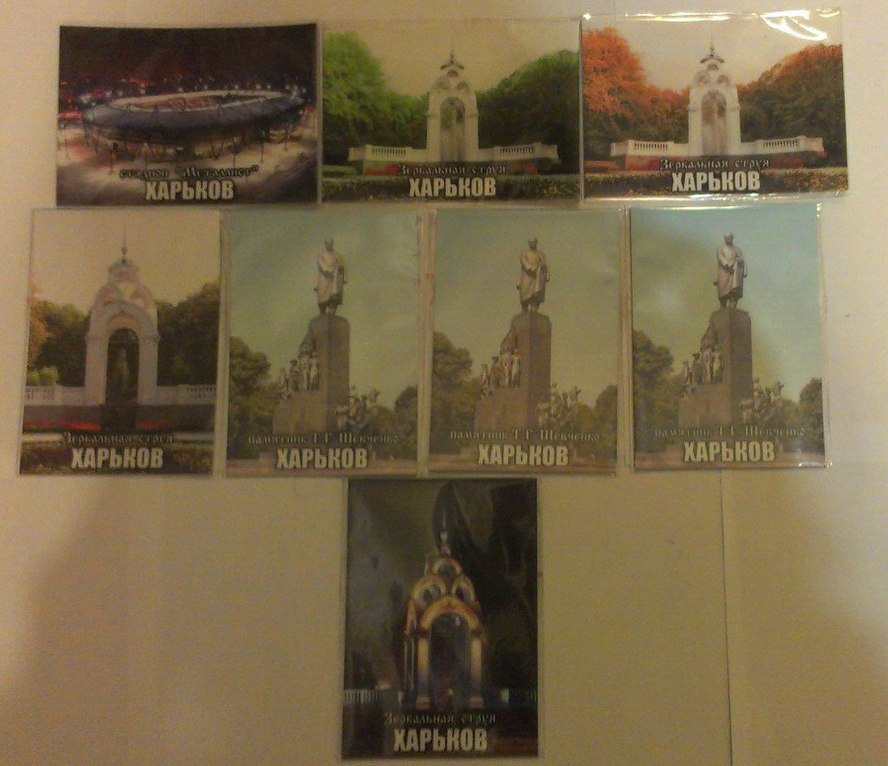 стадион "Металлист"
ХАРЬКОВ
Зеркальная струя
ХАРЬКОВ
Зеркальная струя
ХАРЬКОВ
Зеркальная струя
ХАРЬКОВ
памятник Т.Г. Шевченко
ХАРЬКОВ
памятник Т.Г. Шевченко
ХАРЬКОВ
памятник Т.Г. Шевченко
ХАРЬКОВ
Зеркальная струя
ХАРЬКОВ